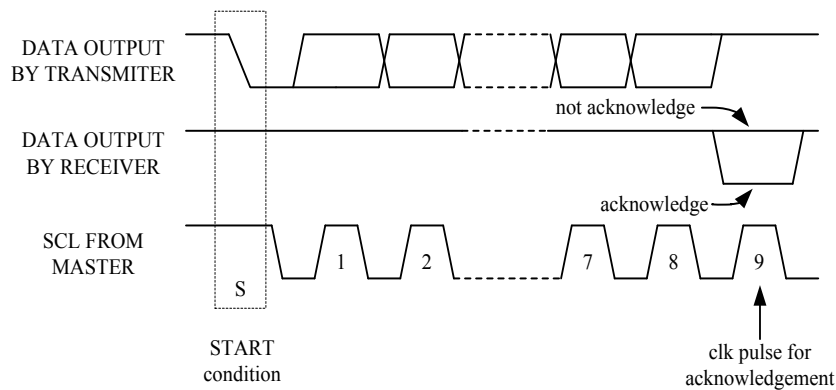 DATA OUTPUT
BY TRANSMITER
not acknowledge
DATA OUTPUT
BY RECEIVER
acknowledge
SCL FROM
MASTER
1
2
7
8
9
S
START
condition
clk pulse for
acknowledgement